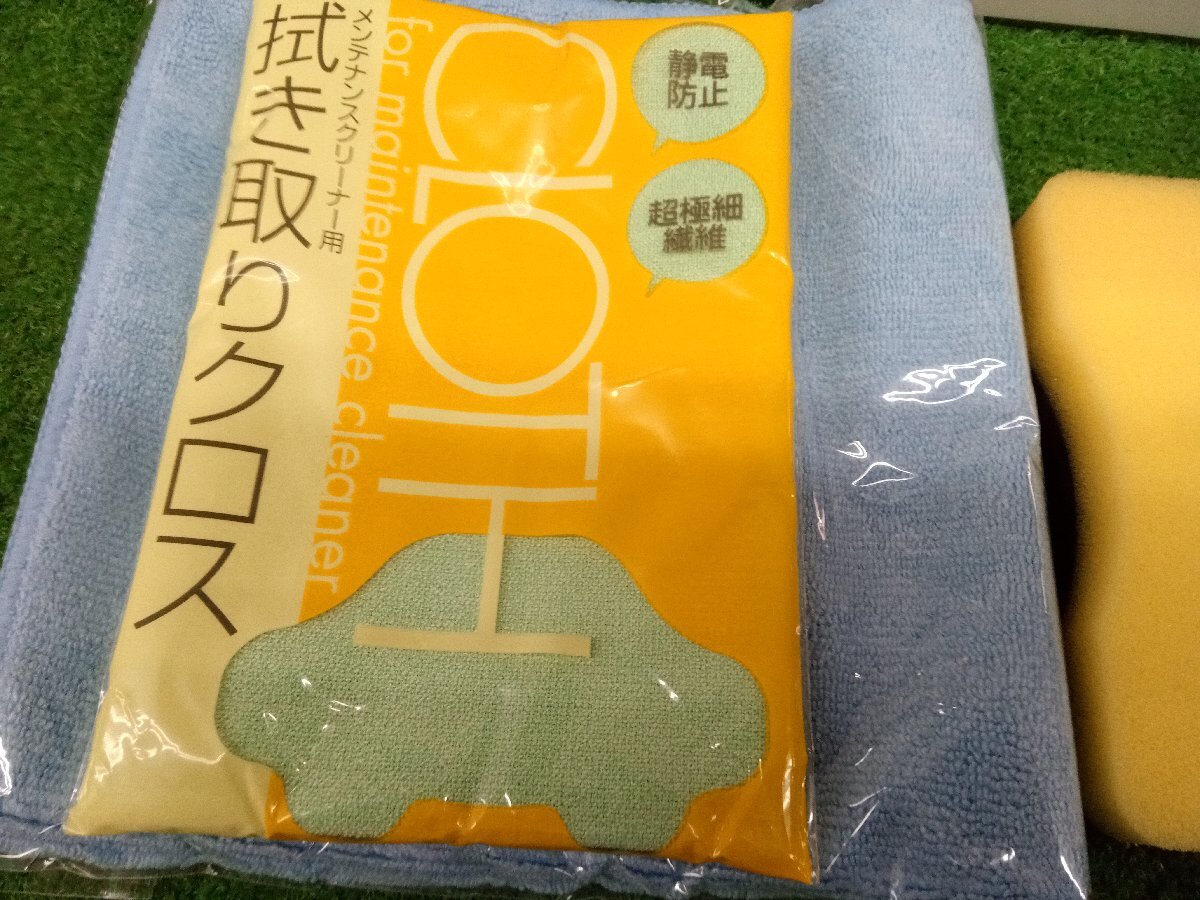 メンテナンスクリーナー用
拭き取りクロス
for maintenance cleaner
CLOTH
静電
防止
超極細
繊維